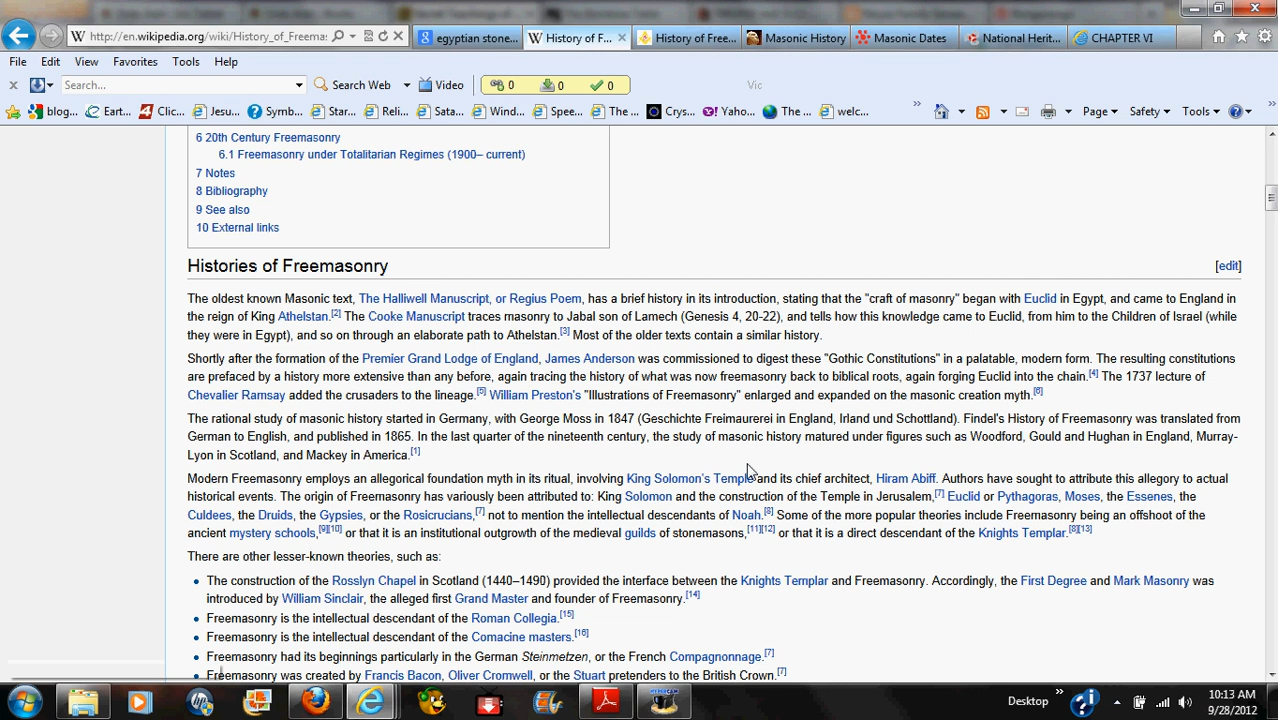 http://en.wikipedia.org/wiki/History_of_Freema:
egyptian stone...
History of F...
History of Free...
Masonic History
Masonic Dates
National Herit...
CHAPTER VI
File Edit View Favorites Tools Help
Search... Search Web Video 0 0 0 Vic
blog... Eart... Clic... Jesu... Symb... Star... Reli... Sata... Wind... Spee... The ... Crys... Yaho... The ... welc... Page Safety Tools
6 20th Century Freemasonry
6.1 Freemasonry under Totalitarian Regimes (1900– current)
7 Notes
8 Bibliography
9 See also
10 External links
Histories of Freemasonry [edit]
The oldest known Masonic text, The Halliwell Manuscript, or Regius Poem, has a brief history in its introduction, stating that the "craft of masonry" began with Euclid in Egypt, and came to England in
the reign of King Athelstan.[2] The Cooke Manuscript traces masonry to Jabal son of Lamech (Genesis 4, 20-22), and tells how this knowledge came to Euclid, from him to the Children of Israel (while
they were in Egypt), and so on through an elaborate path to Athelstan.[3] Most of the older texts contain a similar history.
Shortly after the formation of the Premier Grand Lodge of England, James Anderson was commissioned to digest these "Gothic Constitutions" in a palatable, modern form. The resulting constitutions
are prefaced by a history more extensive than any before, again tracing the history of what was now freemasonry back to biblical roots, again forging Euclid into the chain.[4] The 1737 lecture of
Chevalier Ramsay added the crusaders to the lineage.[5] William Preston's "Illustrations of Freemasonry" enlarged and expanded on the masonic creation myth.[6]
The rational study of masonic history started in Germany, with George Moss in 1847 (Geschichte Freimaurerei in England, Irland und Schottland). Findel's History of Freemasonry was translated from
German to English, and published in 1865. In the last quarter of the nineteenth century, the study of masonic history matured under figures such as Woodford, Gould and Hughan in England, Murray-
Lyon in Scotland, and Mackey in America.[1]
Modern Freemasonry employs an allegorical foundation myth in its ritual, involving King Solomon's Temple and its chief architect, Hiram Abiff. Authors have sought to attribute this allegory to actual
historical events. The origin of Freemasonry has variously been attributed to: King Solomon and the construction of the Temple in Jerusalem,[7] Euclid or Pythagoras, Moses, the Essenes, the
Culdees, the Druids, the Gypsies, or the Rosicrucians,[7] not to mention the intellectual descendants of Noah.[8] Some of the more popular theories include Freemasonry being an offshoot of the
ancient mystery schools,[9][10] or that it is an institutional outgrowth of the medieval guilds of stonemasons,[11][12] or that it is a direct descendant of the Knights Templar.[8][13]
There are other lesser-known theories, such as:
The construction of the Rosslyn Chapel in Scotland (1440–1490) provided the interface between the Knights Templar and Freemasonry. Accordingly, the First Degree and Mark Masonry was
introduced by William Sinclair, the alleged first Grand Master and founder of Freemasonry.[14]
Freemasonry is the intellectual descendant of the Roman Collegia.[15]
Freemasonry is the intellectual descendant of the Comacine masters.[16]
Freemasonry had its beginnings particularly in the German Steinmetzen, or the French Compagnonnage.[7]
Freemasonry was created by Francis Bacon, Oliver Cromwell, or the Stuart pretenders to the British Crown.[7]
Desktop
10:13 AM
9/28/2012